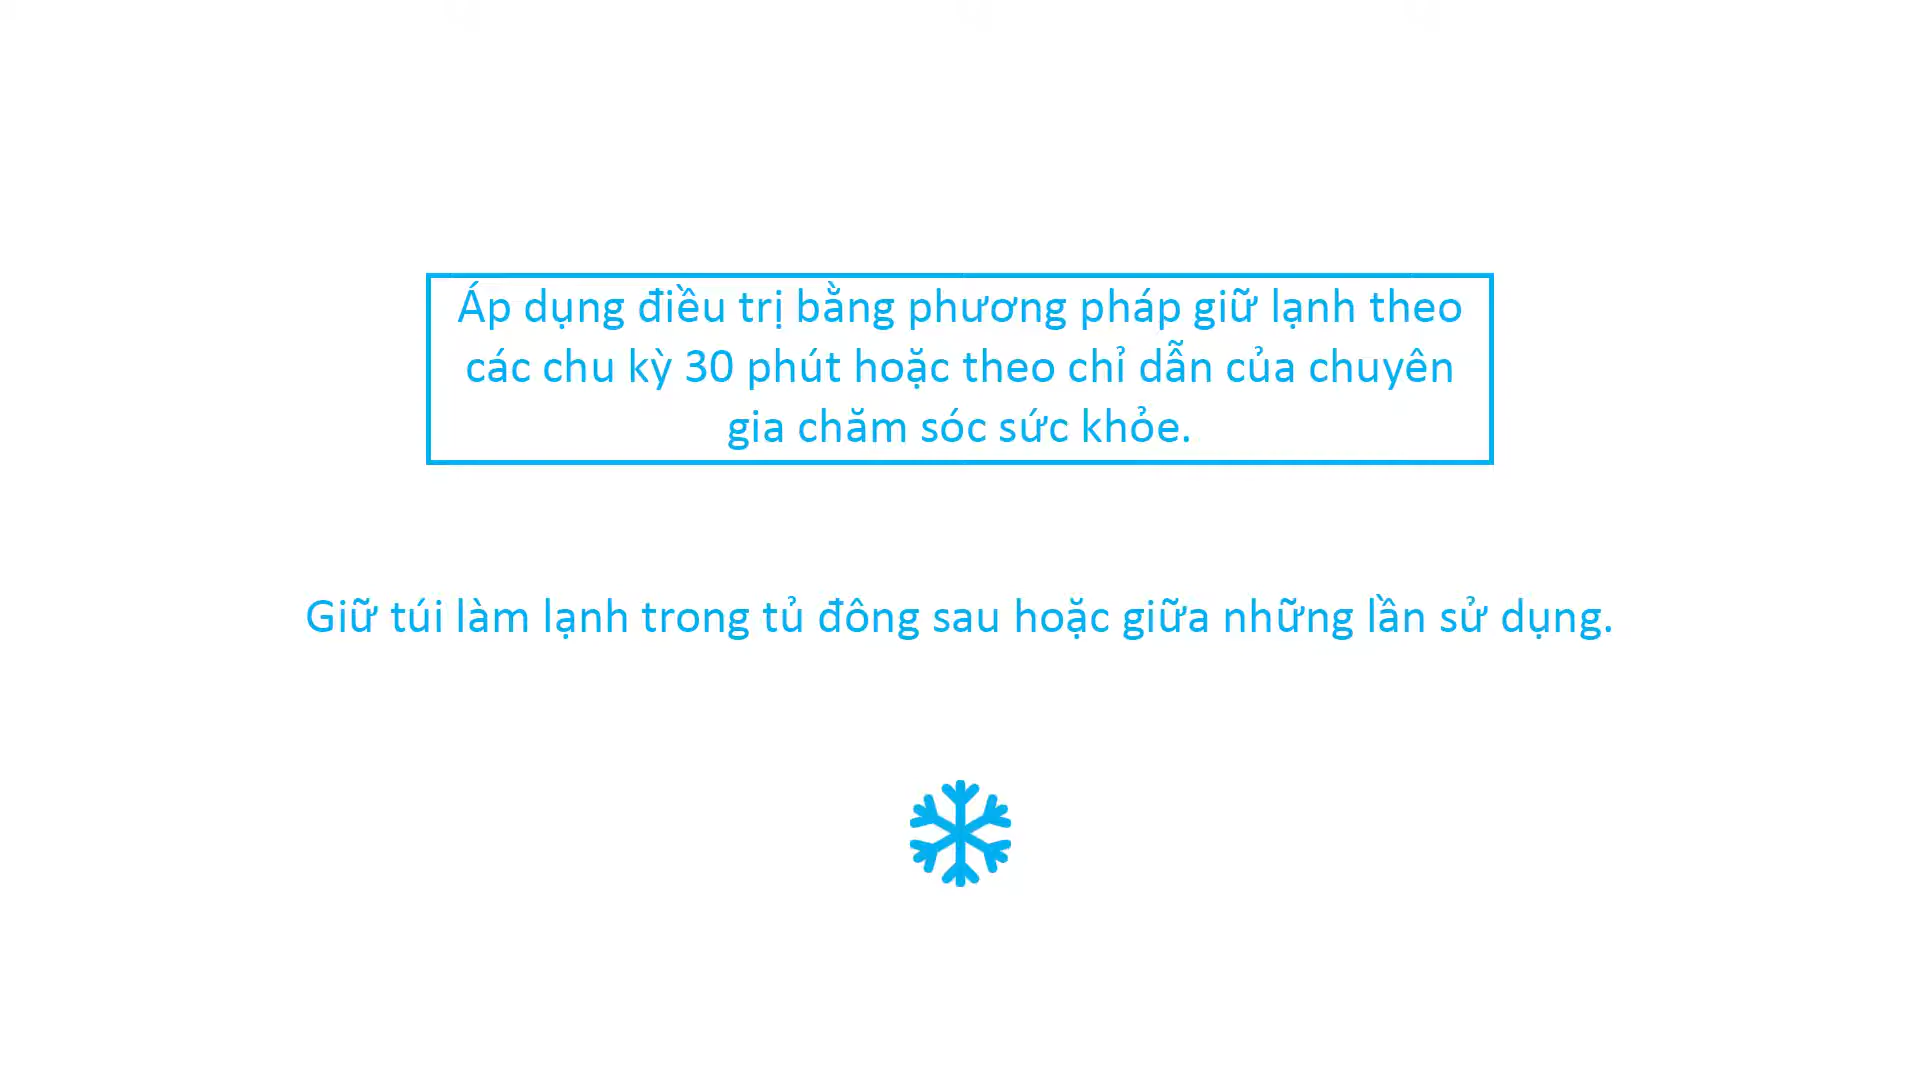 Áp dụng điều trị bằng phương pháp giữ lạnh theo
các chu kỳ 30 phút hoặc theo chỉ dẫn của chuyên
gia chăm sóc sức khỏe.
Giữ túi làm lạnh trong tủ đông sau hoặc giữa những lần sử dụng.